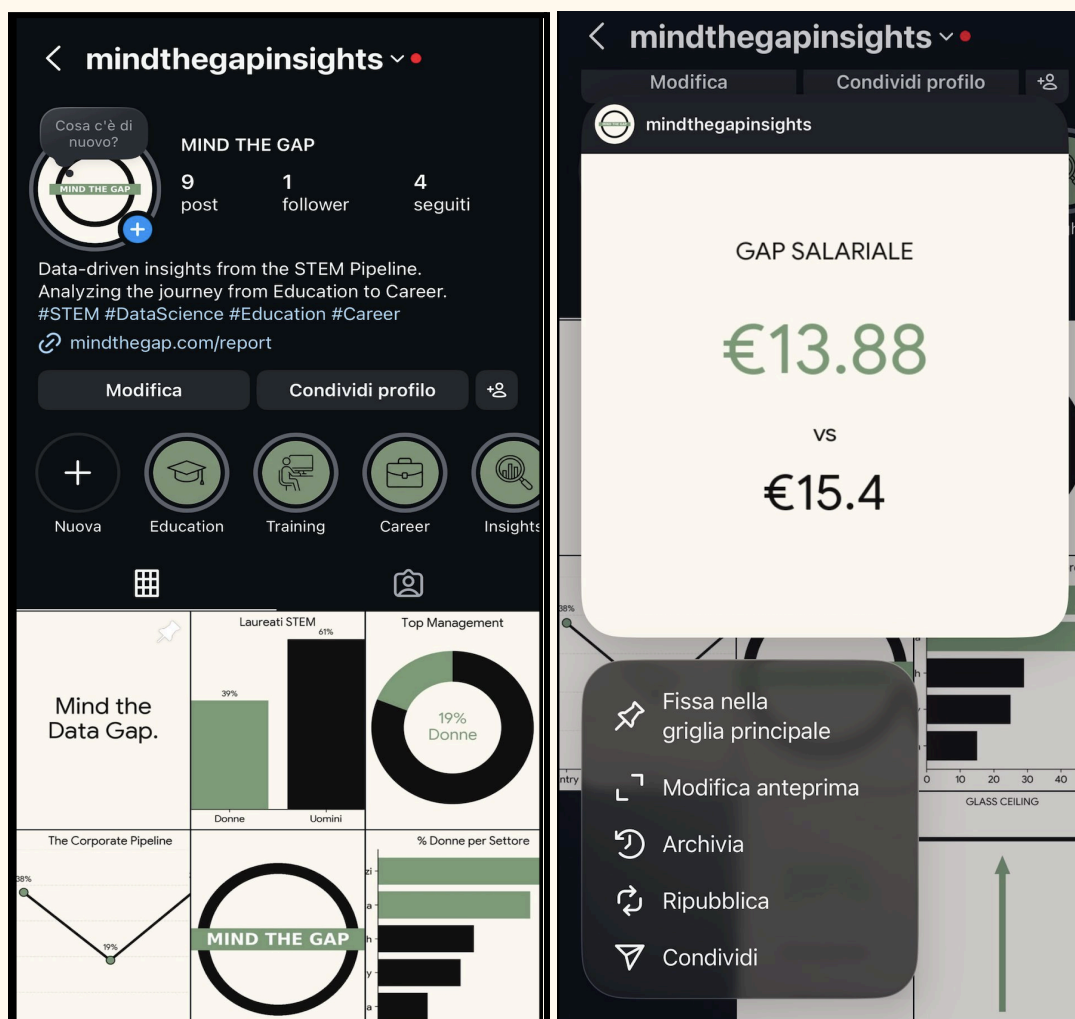 mindthegapinsights
Cosa c'è di
nuovo?
MIND THE GAP
MIND THE GAP
9
post
1
follower
4
seguiti
Data-driven insights from the STEM Pipeline.
Analyzing the journey from Education to Career.
#STEM #DataScience #Education #Career
mindthegap.com/report
Modifica
Condividi profilo
Nuova
Education
Training
Career
Insights
Mind the
Data Gap.
Laureati STEM
61%
39%
Donne
Uomini
Top Management
19%
Donne
The Corporate Pipeline
38%
19%
MIND THE GAP
% Donne per Settore
zi
a
h
y
a
mindthegapinsights
Modifica
Condividi profilo
mindthegapinsights
GAP SALARIALE
€13.88
vs
€15.4
38%
Fissa nella
griglia principale
Modifica anteprima
Archivia
Ripubblica
Condividi
ntry
0 10 20 30 40
GLASS CEILING